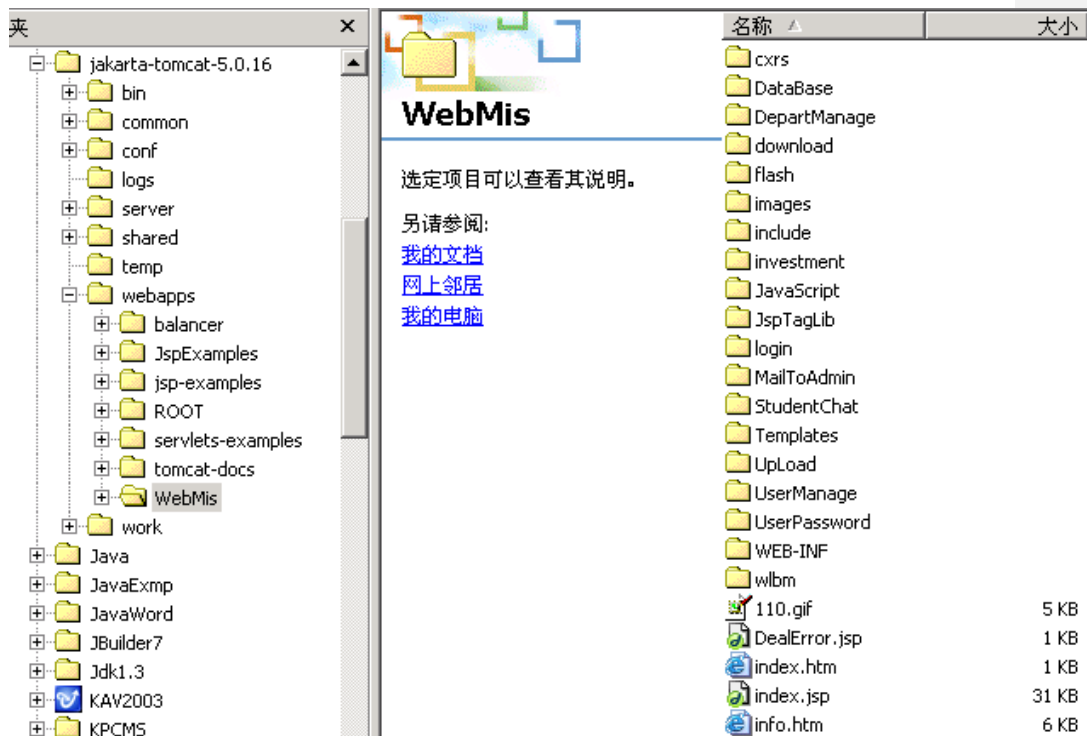 夹
jakarta-tomcat-5.0.16
bin
common
conf
logs
server
shared
temp
webapps
balancer
JspExamples
jsp-examples
ROOT
servlets-examples
tomcat-docs
WebMis
work
Java
JavaExmp
JavaWord
JBuilder7
Jdk1.3
KAV2003
KPCMS
WebMis
选定项目可以查看其说明。
另请参阅:
我的文档
网上邻居
我的电脑
名称 大小
cxrs
DataBase
DepartManage
download
flash
images
include
investment
JavaScript
JspTagLib
login
MailToAdmin
StudentChat
Templates
UpLoad
UserManage
UserPassword
WEB-INF
wlbm
110.gif 5 KB
DealError.jsp 1 KB
index.htm 1 KB
index.jsp 31 KB
info.htm 6 KB